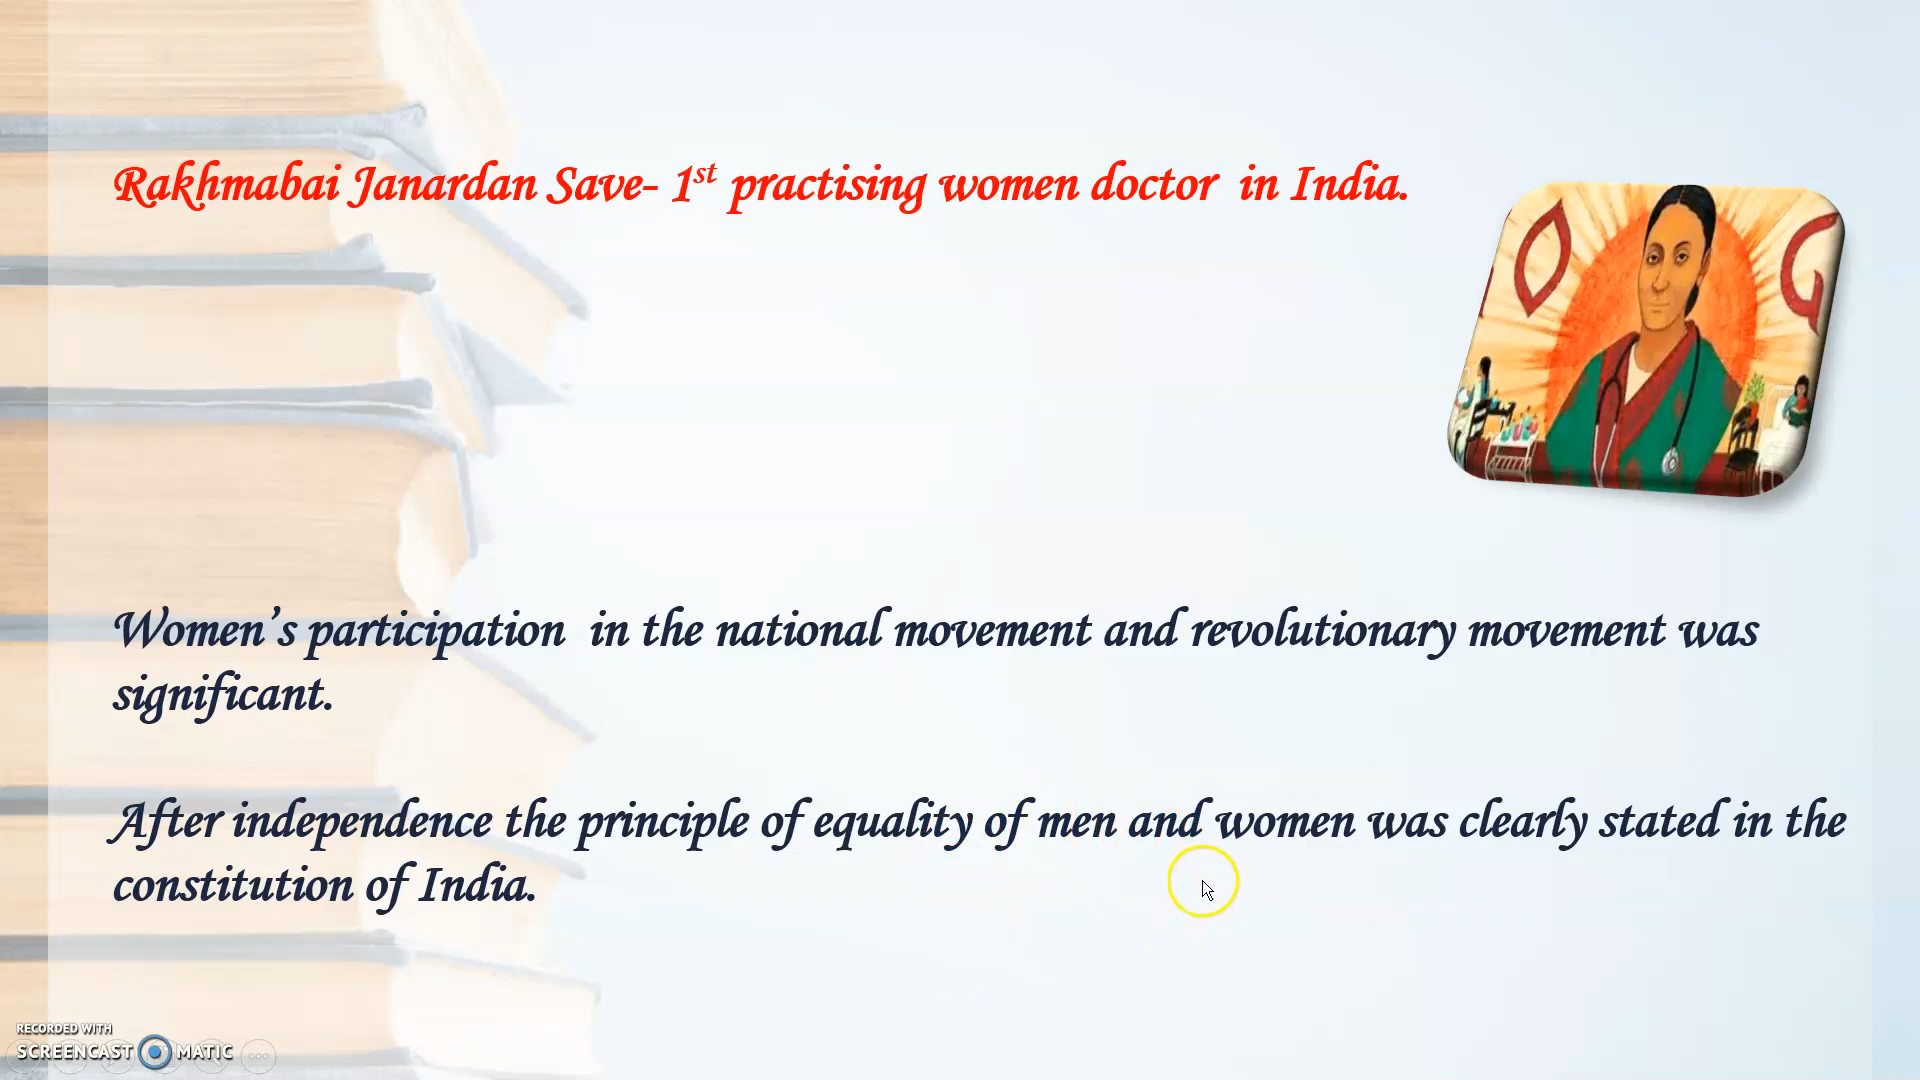 Rakhmabai Janardan Save- 1st practising women doctor in India.
Women's participation in the national movement and revolutionary movement was
significant.
After independence the principle of equality of men and women was clearly stated in the
constitution of India.
RECORDED WITH
SCREENCAST MATIC